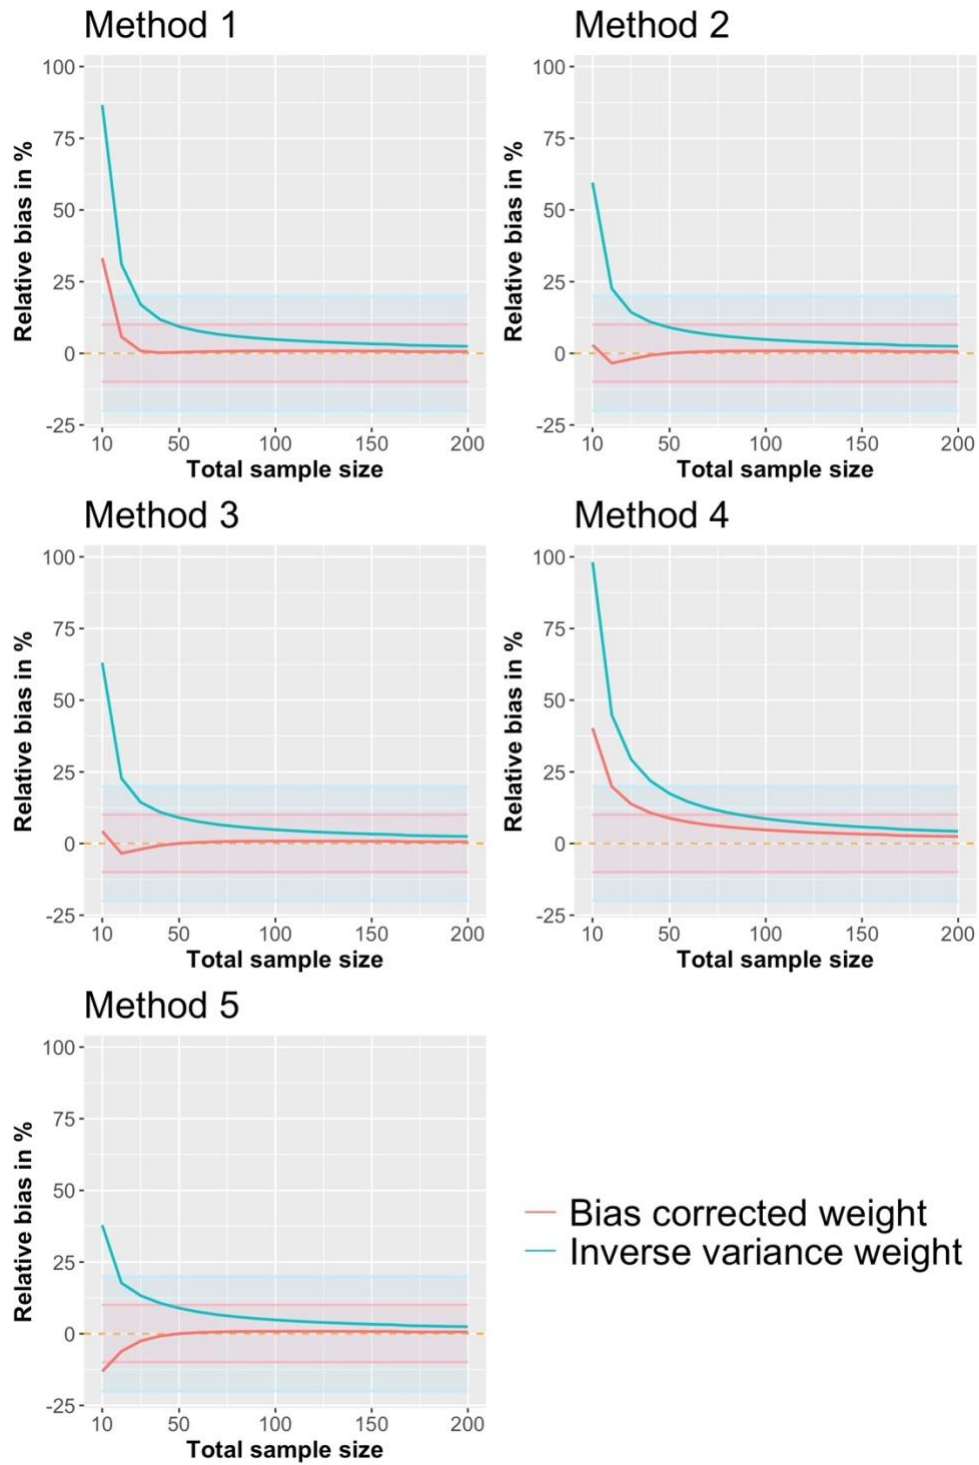 Method 1
Method 2
100
75
50
25
0
-25
Relative bias in %
10 50 100 150 200
Total sample size
100
75
50
25
0
-25
Relative bias in %
10 50 100 150 200
Total sample size
Method 3
Method 4
100
75
50
25
0
-25
Relative bias in %
10 50 100 150 200
Total sample size
100
75
50
25
0
-25
Relative bias in %
10 50 100 150 200
Total sample size
Method 5
100
75
50
25
0
-25
Relative bias in %
10 50 100 150 200
Total sample size
Bias corrected weight
Inverse variance weight